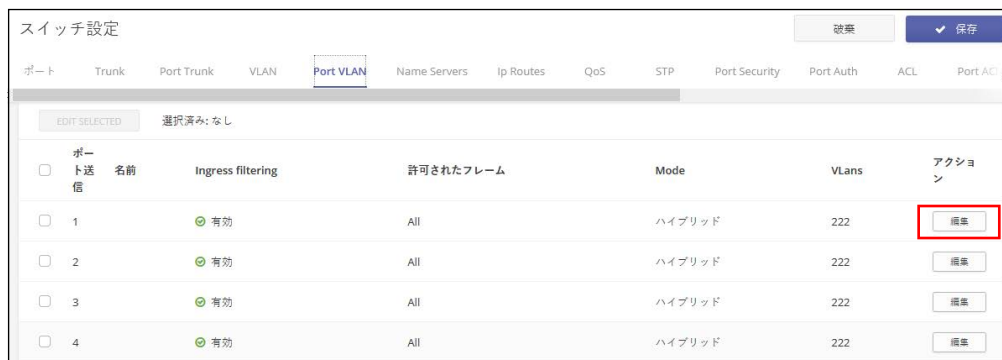 スイッチ設定
破棄
保存
ポート Trunk Port Trunk VLAN Port VLAN Name Servers Ip Routes QoS STP Port Security Port Auth ACL Port AC
EDIT SELECTED 選択済み: なし
ポー
ト送
信
名前 Ingress filtering 許可されたフレーム Mode VLans
アクショ
ン
1 有効 All ハイブリッド 222 編集
2 有効 All ハイブリッド 222 編集
3 有効 All ハイブリッド 222 編集
4 有効 All ハイブリッド 222 編集